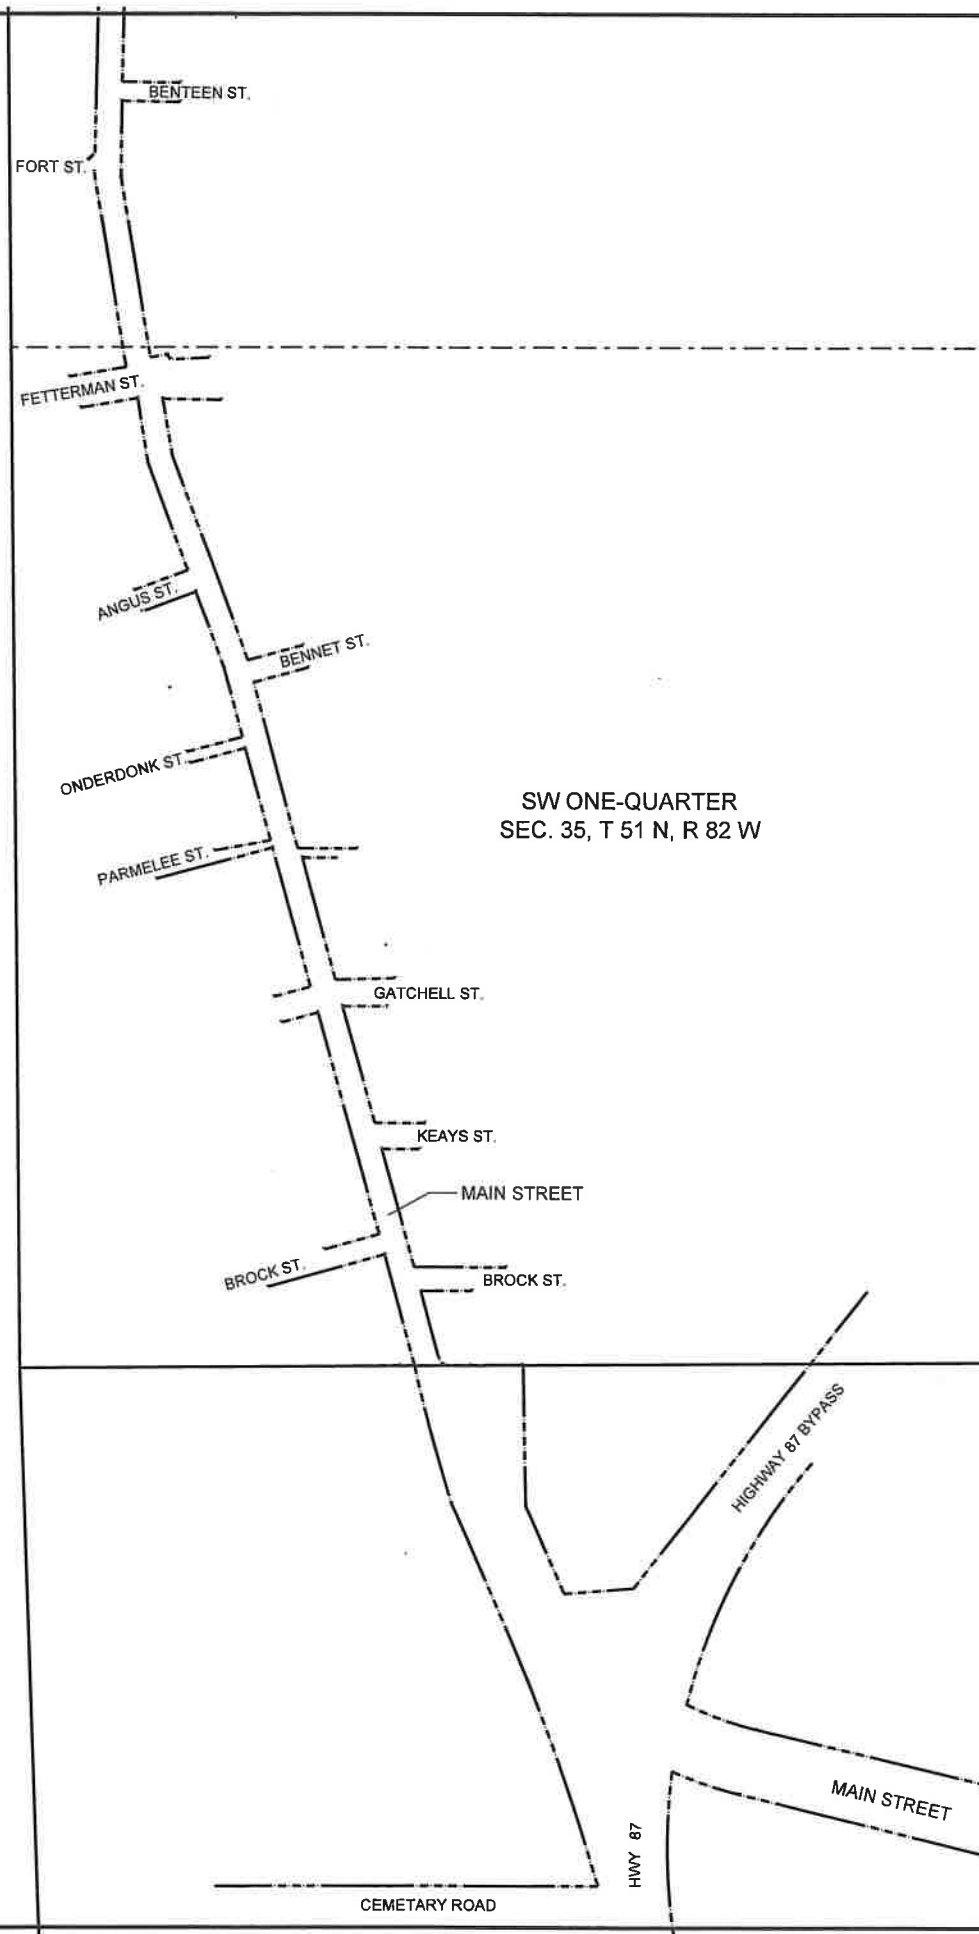 BENTEEN ST.
FORT ST.
FETTERMAN ST.
ANGUS ST.
BENNET ST.
ONDERDONK ST.
SW ONE-QUARTER
SEC. 35, T 51 N, R 82 W
PARMELEE ST.
GATCHELL ST.
KEAYS ST.
MAIN STREET
BROCK ST.
BROCK ST.
HIGHWAY 87 BYPASS
MAIN STREET
HWY 87
CEMETARY ROAD